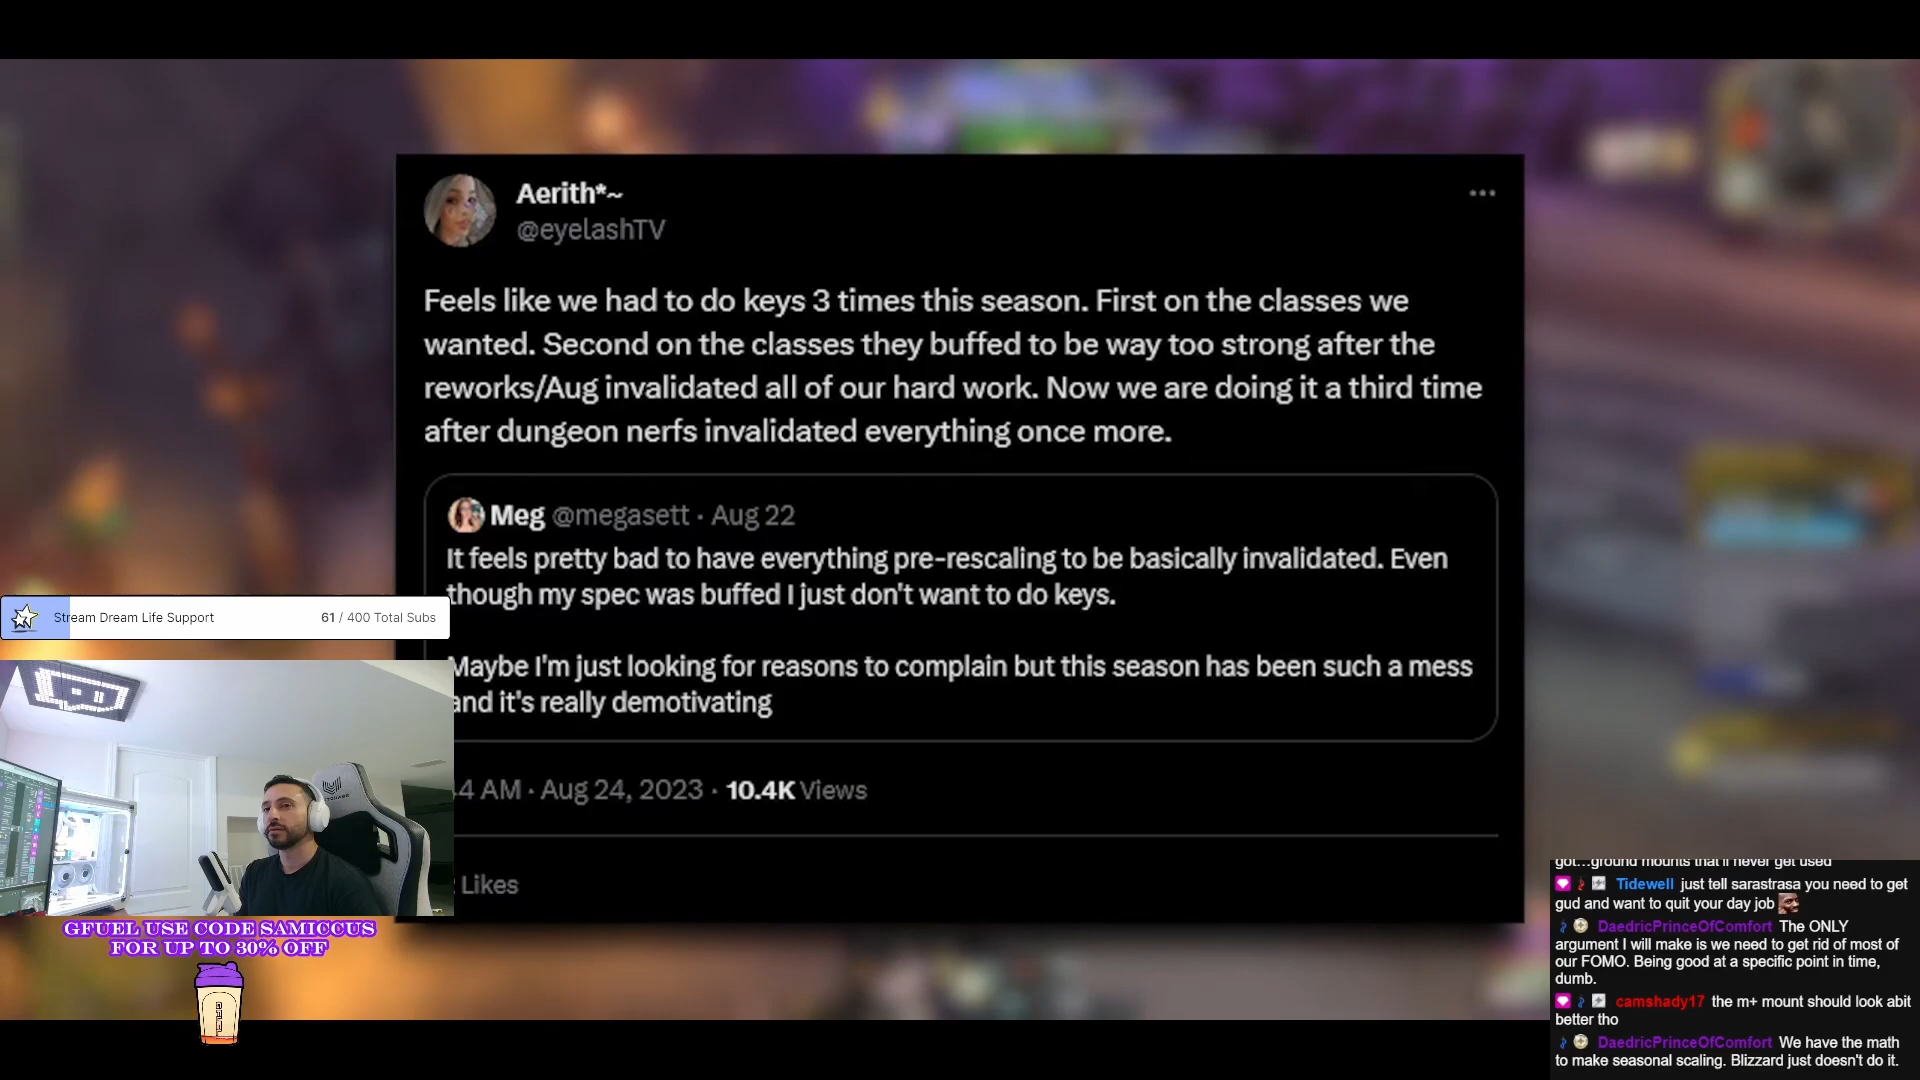 Aerith*~
@eyelashTV
Feels like we had to do keys 3 times this season. First on the classes we
wanted. Second on the classes they buffed to be way too strong after the
reworks/Aug invalidated all of our hard work. Now we are doing it a third time
after dungeon nerfs invalidated everything once more.
Meg @megasett · Aug 22
It feels pretty bad to have everything pre-rescaling to be basically invalidated. Even
though my spec was buffed I just don't want to do keys.
Maybe I'm just looking for reasons to complain but this season has been such a mess
and it's really demotivating
4 AM · Aug 24, 2023 · 10.4K Views
Likes
Stream Dream Life Support 61 / 400 Total Subs
GFUEL USE CODE SAMICCUS
FOR UP TO 30% OFF
got...ground mounts that'll never get used
Tidewell just tell sarastrasa you need to get
gud and want to quit your day job
DaedricPrinceOfComfort The ONLY
argument I will make is we need to get rid of most of
our FOMO. Being good at a specific point in time,
dumb.
camshady17 the m+ mount should look abit
better tho
DaedricPrinceOfComfort We have the math
to make seasonal scaling. Blizzard just doesn't do it.